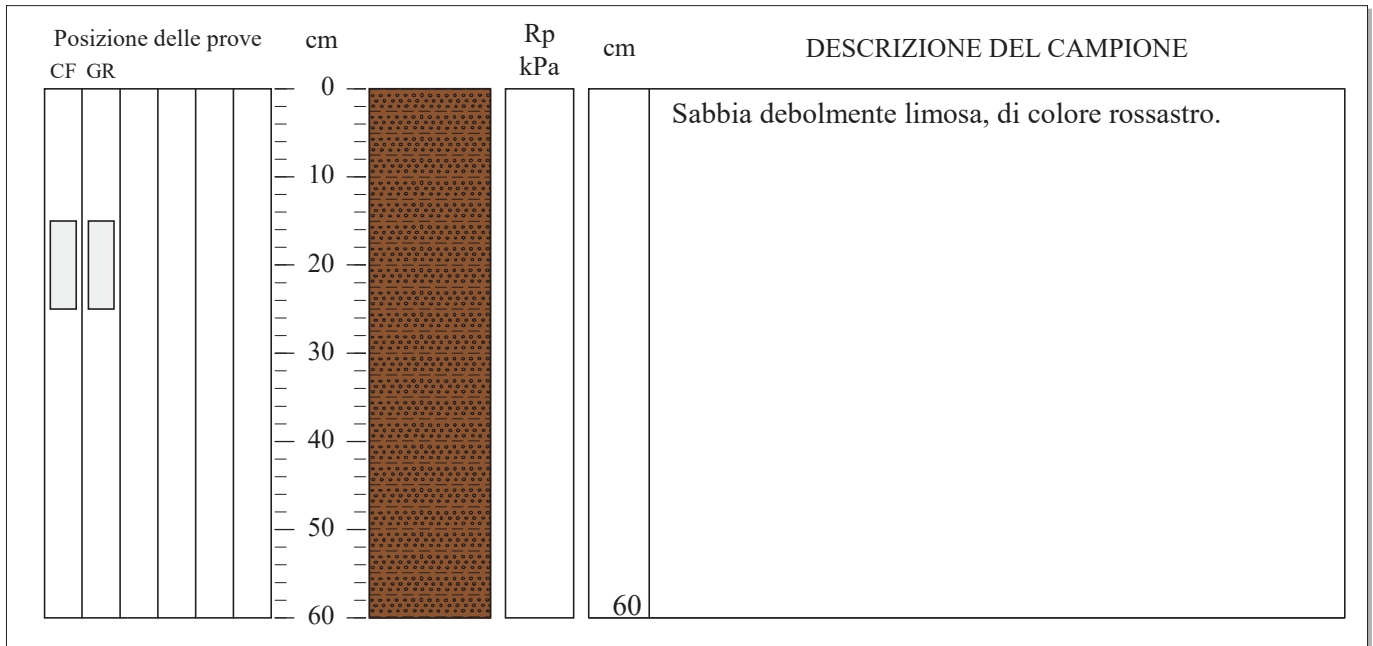 Posizione delle prove
CF GR
cm
Rp
kPa
cm
DESCRIZIONE DEL CAMPIONE
0
10
20
30
40
50
60
60
Sabbia debolmente limosa, di colore rossastro.